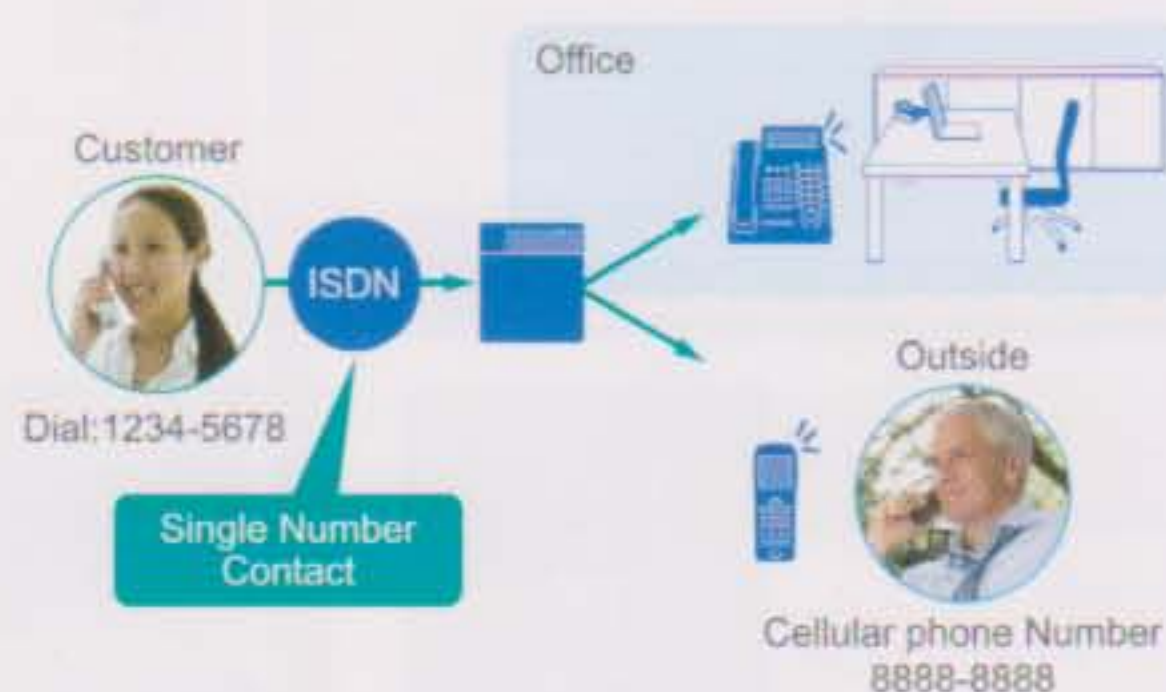 Office
Customer
ISDN
Dial:1234-5678
Single Number
Contact
Outside
Cellular phone Number
8888-8888